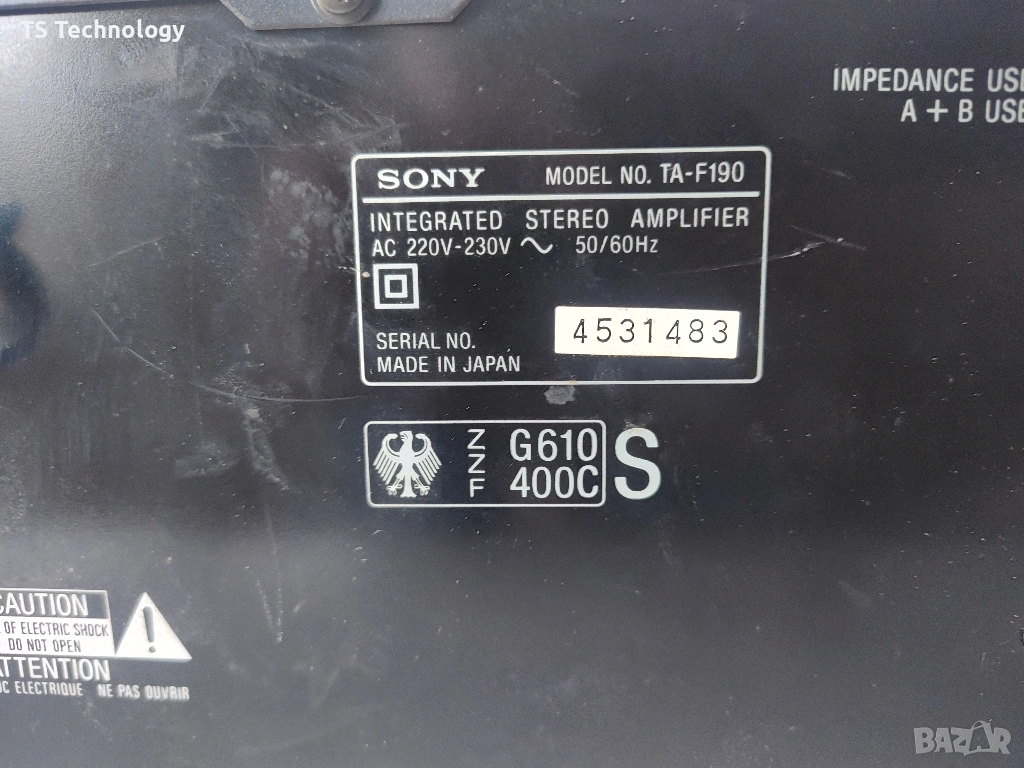 TS Technology
IMPEDANCE
A + B
SONY MODEL NO. TA-F190
INTEGRATED STEREO AMPLIFIER
AC 220V-230V ~ 50/60Hz
SERIAL NO. 4531483
MADE IN JAPAN
ZZF G610
400C S
CAUTION
OF ELECTRIC SHOCK
DO NOT OPEN
ATTENTION
ELECTRIQUE NE PAS OUVRIR
BAZAR